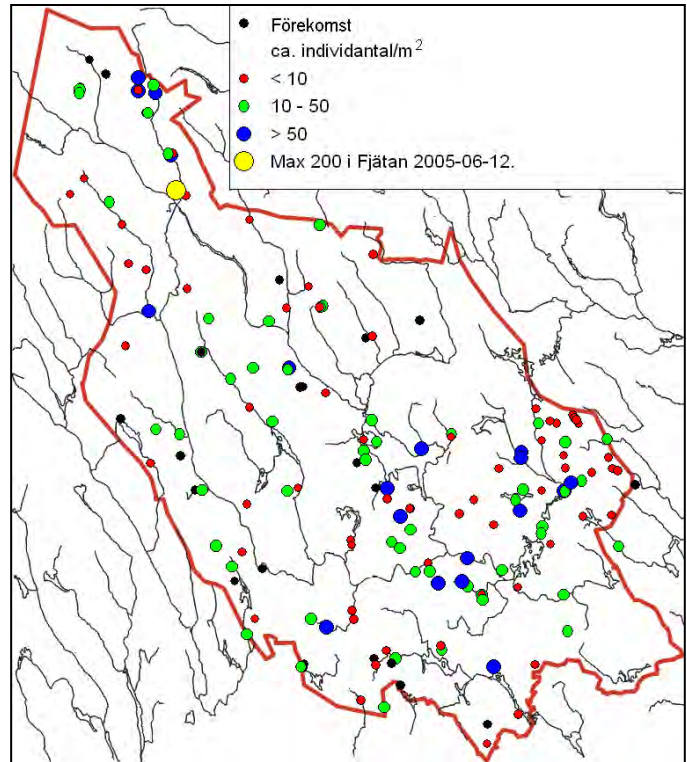 Förekomst
ca. individantal/m²
< 10
10 - 50
> 50
Max 200 i Fjätan 2005-06-12.